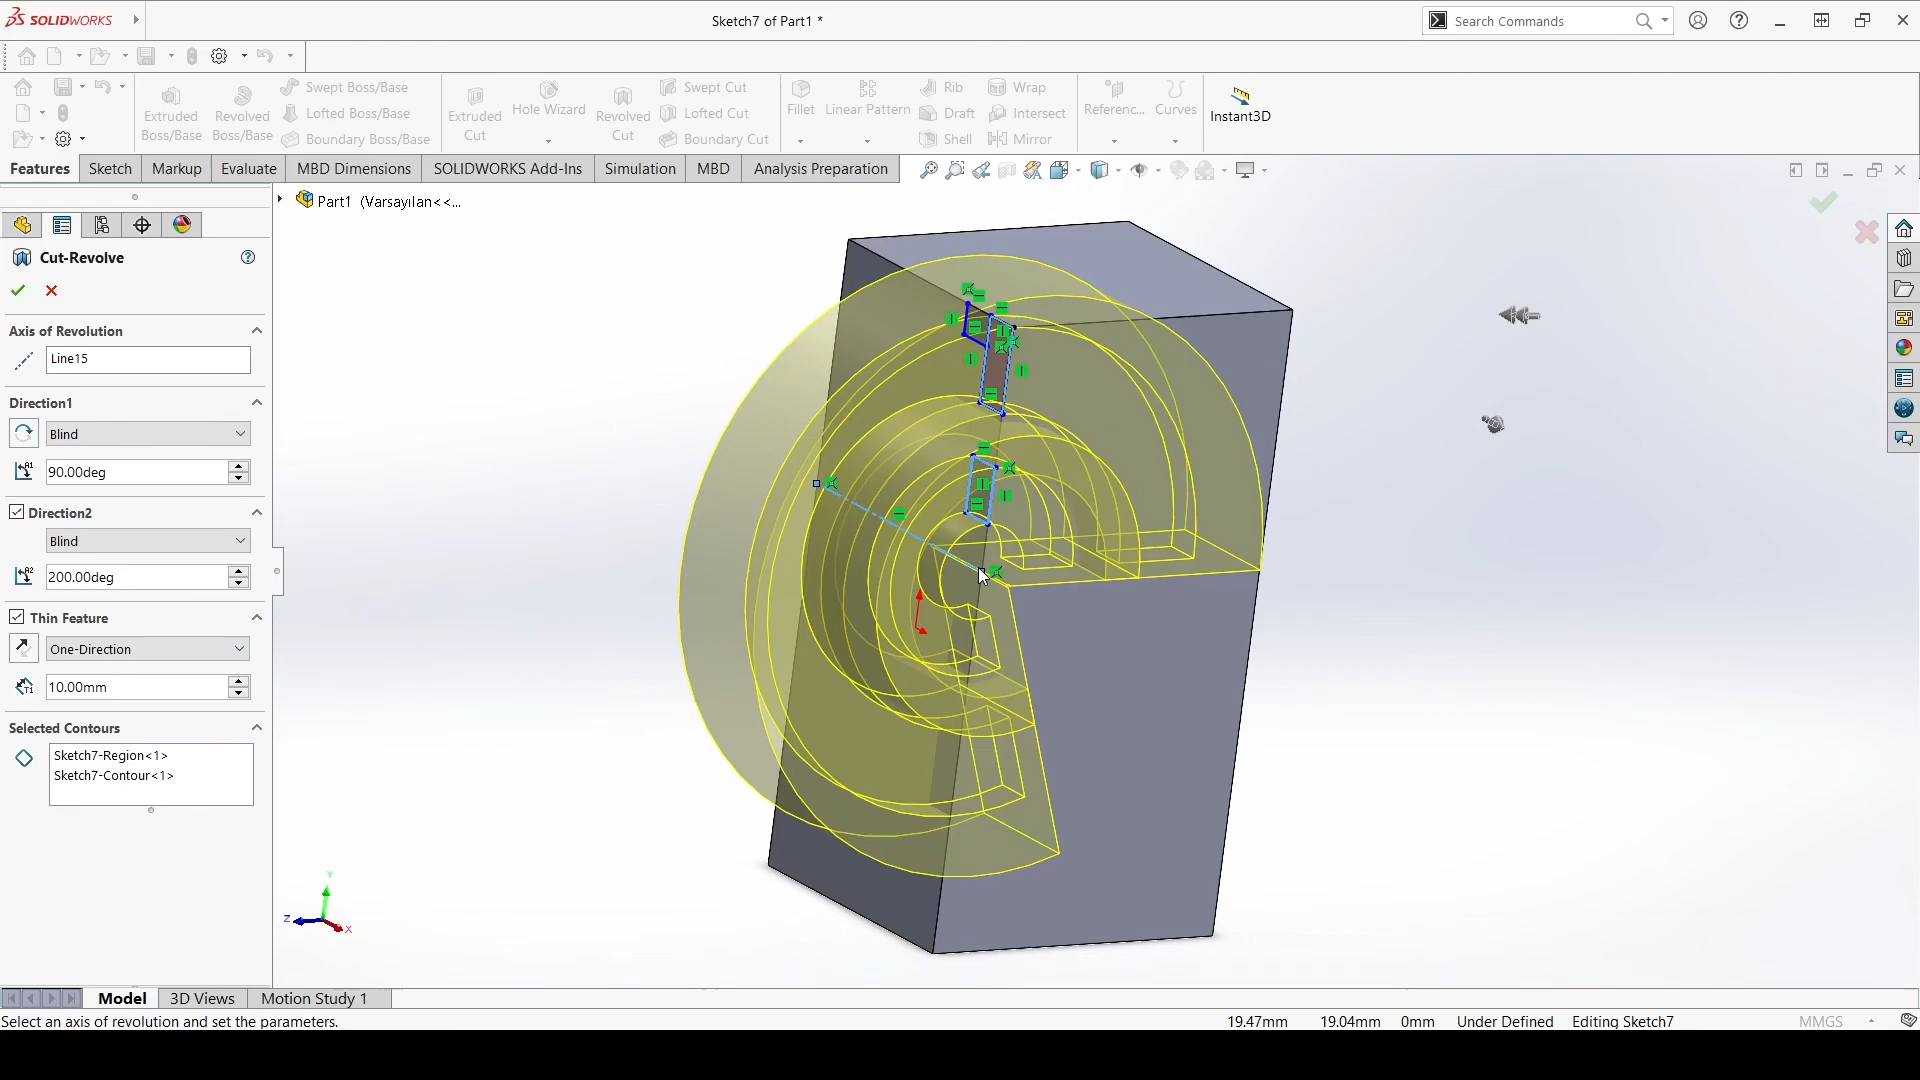 SOLIDWORKS
Sketch7 of Part1 *
Search Commands
Extruded Boss/Base
Revolved Boss/Base
Swept Boss/Base
Lofted Boss/Base
Boundary Boss/Base
Extruded Cut
Hole Wizard
Revolved Cut
Swept Cut
Lofted Cut
Boundary Cut
Fillet
Linear Pattern
Rib
Draft
Shell
Wrap
Intersect
Mirror
Referenc...
Curves
Instant3D
Features
Sketch
Markup
Evaluate
MBD Dimensions
SOLIDWORKS Add-Ins
Simulation
MBD
Analysis Preparation
Part1 (Varsayılan<<...
Cut-Revolve
Axis of Revolution
Line15
Direction1
Blind
90.00deg
Direction2
Blind
200.00deg
Thin Feature
One-Direction
10.00mm
Selected Contours
Sketch7-Region<1>
Sketch7-Contour<1>
Y
Z
X
Model
3D Views
Motion Study 1
Select an axis of revolution and set the parameters.
19.47mm
19.04mm
0mm
Under Defined
Editing Sketch7
MMGS